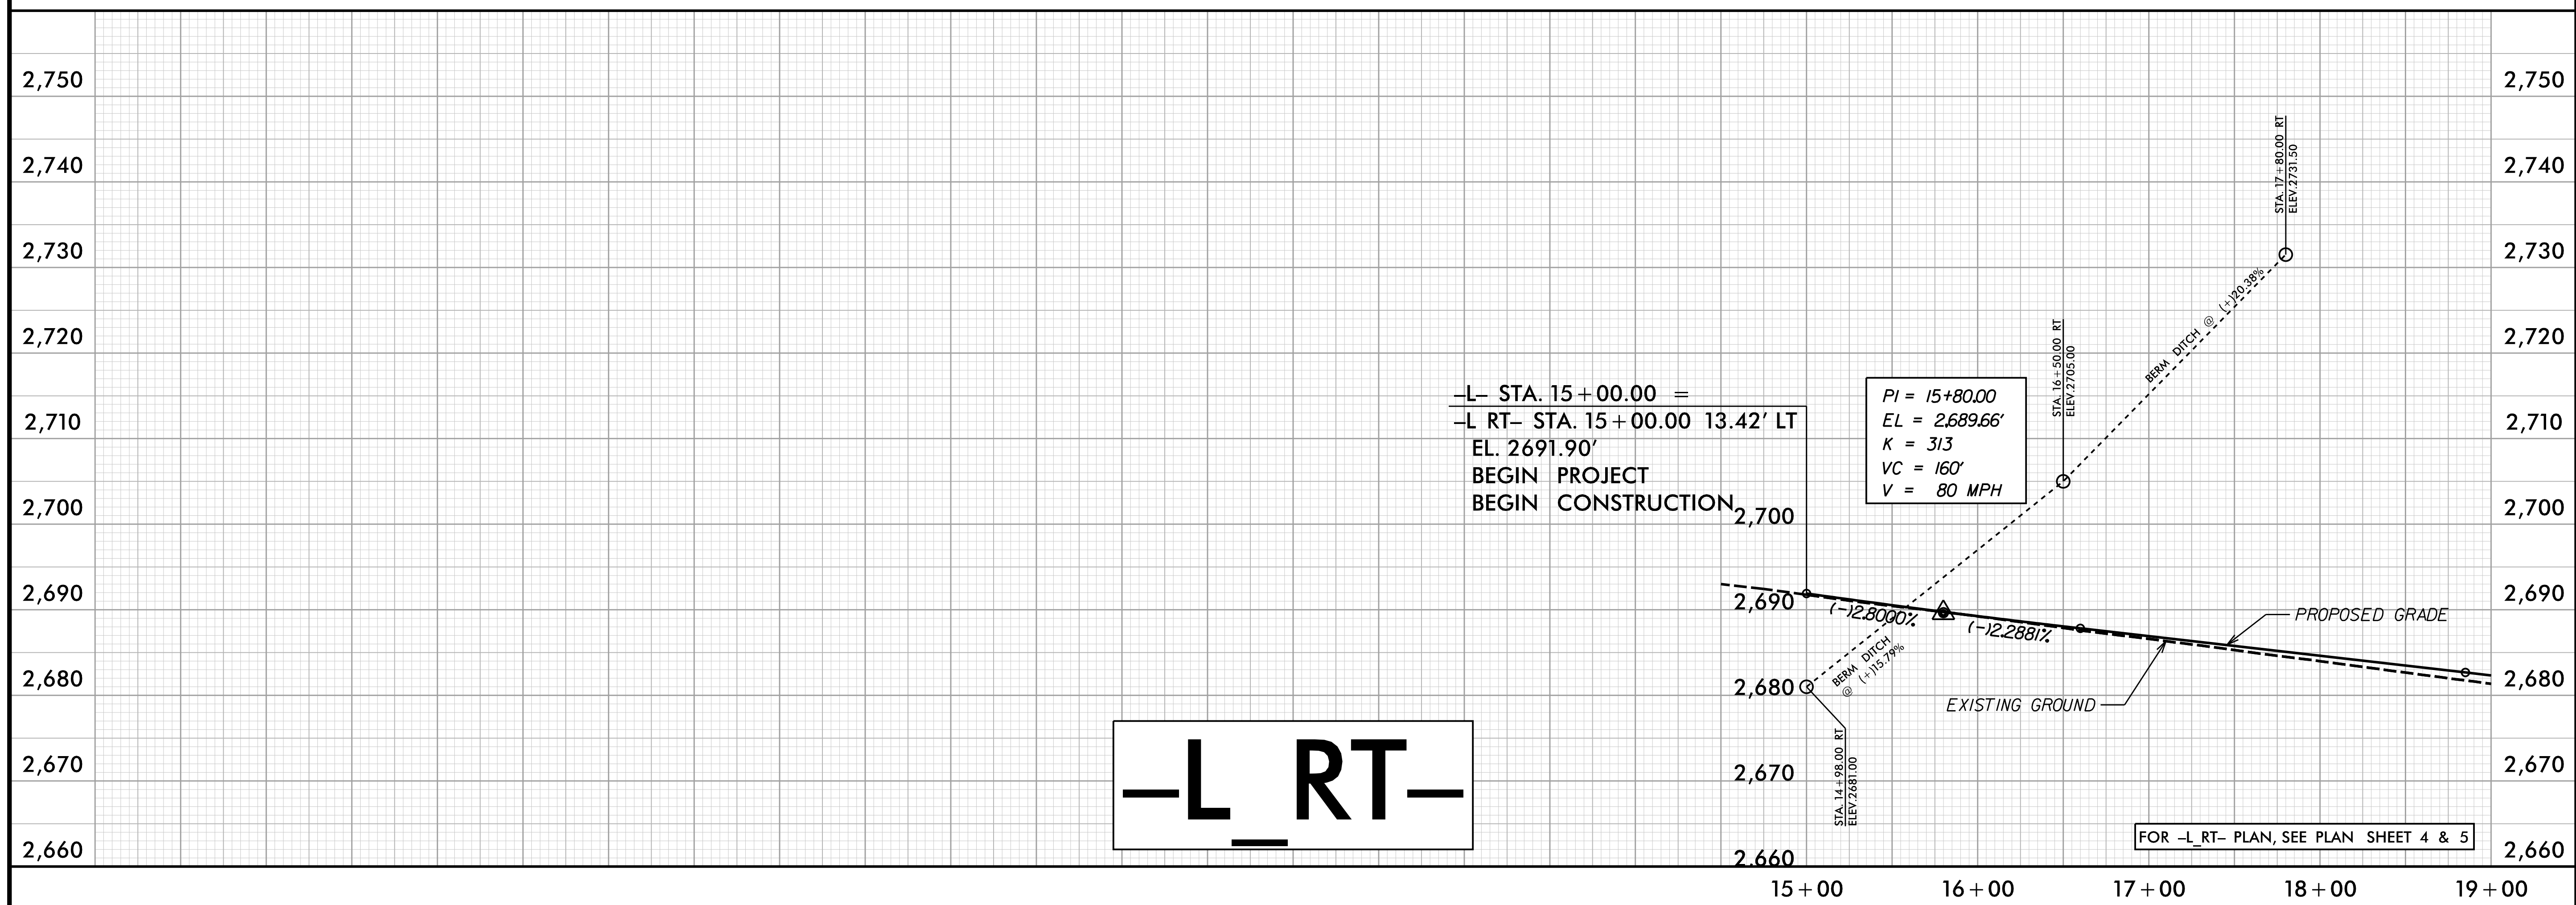 2,750
2,740
2,730
2,720
2,710
2,700
2,690
2,680
2,670
2,660
–L– STA. 15+00.00 =
–L RT– STA. 15+00.00 13.42' LT
EL. 2691.90'
BEGIN PROJECT
BEGIN CONSTRUCTION
2,700
2,690
2,680
2,670
2,660
PI = 15+80.00
EL = 2,689.66'
K = 313
VC = 160'
V = 80 MPH
STA. 16+50.00 RT
ELEV.2705.00
STA. 17+80.00 RT
ELEV.2731.50
BERM DITCH @ (+)20.38%
(-)2.8000%
(-)2.2881%
BERM DITCH
@ (+)15.79%
STA. 14+98.00 RT
ELEV.2681.00
PROPOSED GRADE
EXISTING GROUND
–L_RT–
FOR –L_RT– PLAN, SEE PLAN SHEET 4 & 5
2,750
2,740
2,730
2,720
2,710
2,700
2,690
2,680
2,670
2,660
15+00 16+00 17+00 18+00 19+00